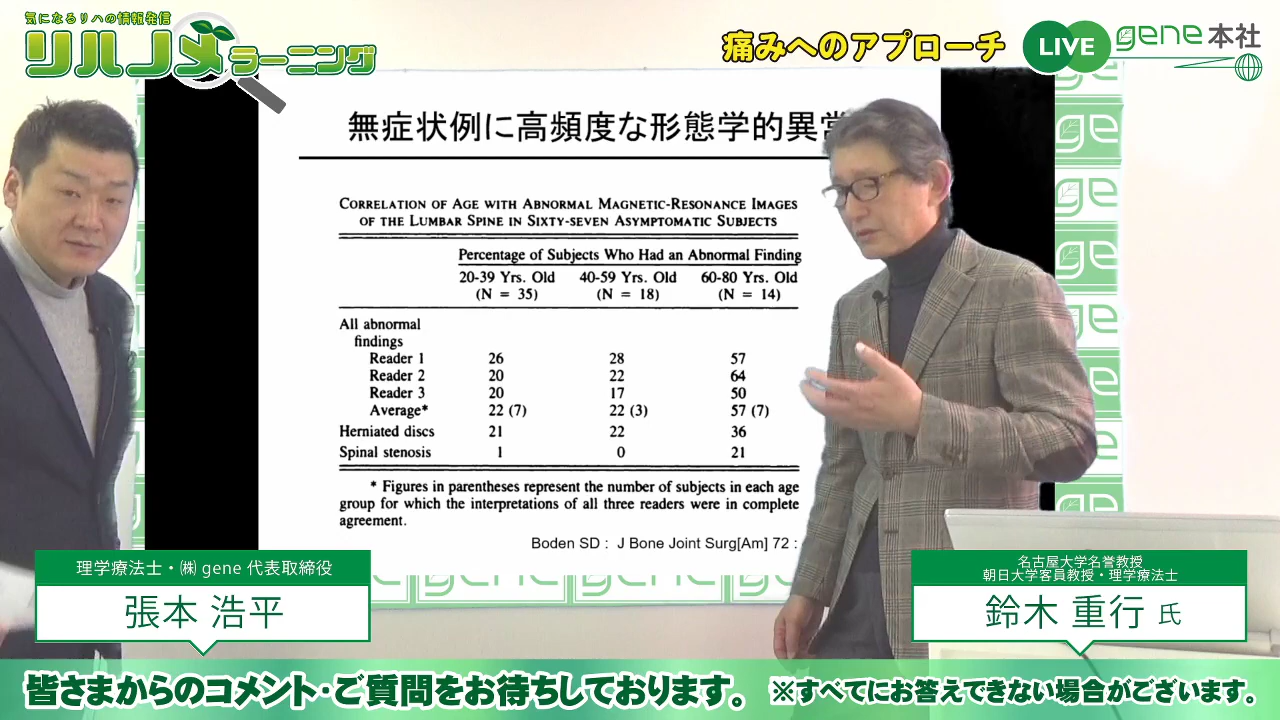 気になるリハの情報発信
リハノメ
ラーニング
痛みへのアプローチ
LIVE
gene本社
無症状例に高頻度な形態学的異常
CORRELATION OF AGE WITH ABNORMAL MAGNETIC-RESONANCE IMAGES
OF THE LUMBAR SPINE IN SIXTY-SEVEN ASYMPTOMATIC SUBJECTS
Percentage of Subjects Who Had an Abnormal Finding
20-39 Yrs. Old 40-59 Yrs. Old 60-80 Yrs. Old
(N = 35) (N = 18) (N = 14)
All abnormal
findings
Reader 1 26 28 57
Reader 2 20 22 64
Reader 3 20 17 50
Average* 22 (7) 22 (3) 57 (7)
Herniated discs 21 22 36
Spinal stenosis 1 0 21
* Figures in parentheses represent the number of subjects in each age
group for which the interpretations of all three readers were in complete
agreement.
Boden SD : J Bone Joint Surg[Am] 72 :
理学療法士・㈱gene 代表取締役
張本 浩平
名古屋大学名誉教授
朝日大学客員教授・理学療法士
鈴木 重行 氏
皆さまからのコメント・ご質問をお待ちしております。 ※すべてにお答えできない場合がございます。